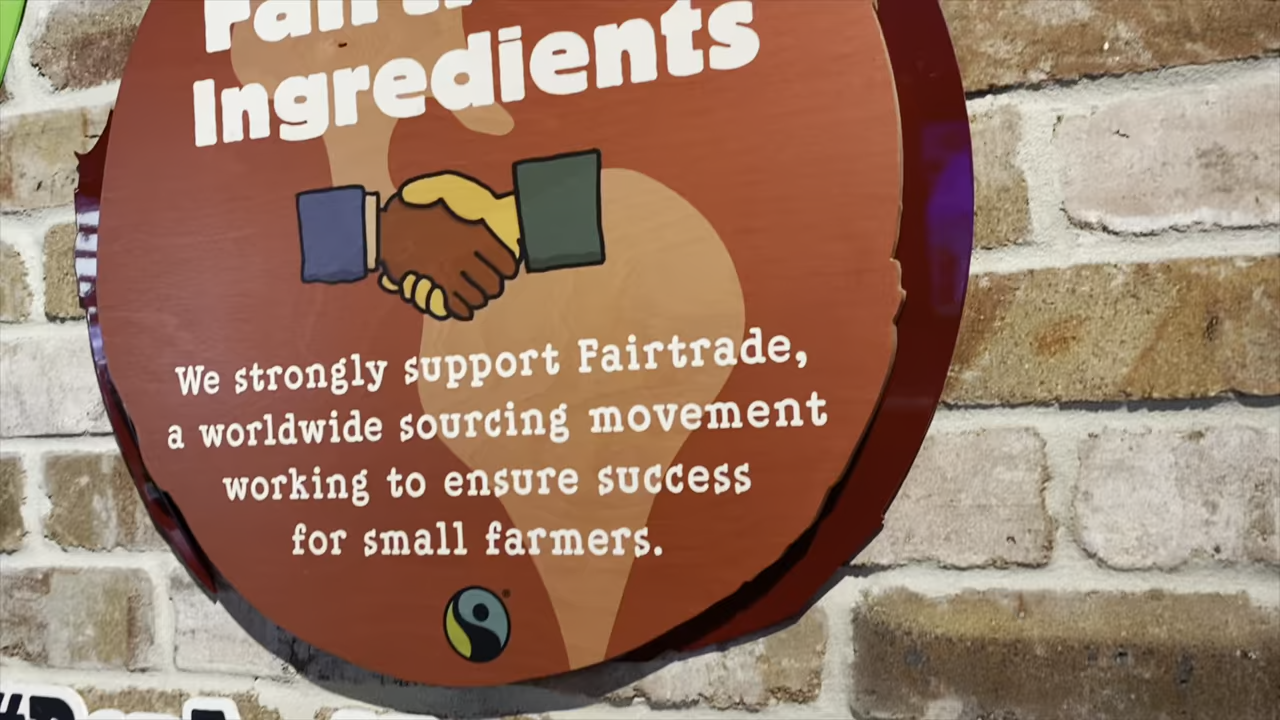 Ingredients
We strongly support Fairtrade,
a worldwide sourcing movement
working to ensure success
for small farmers.